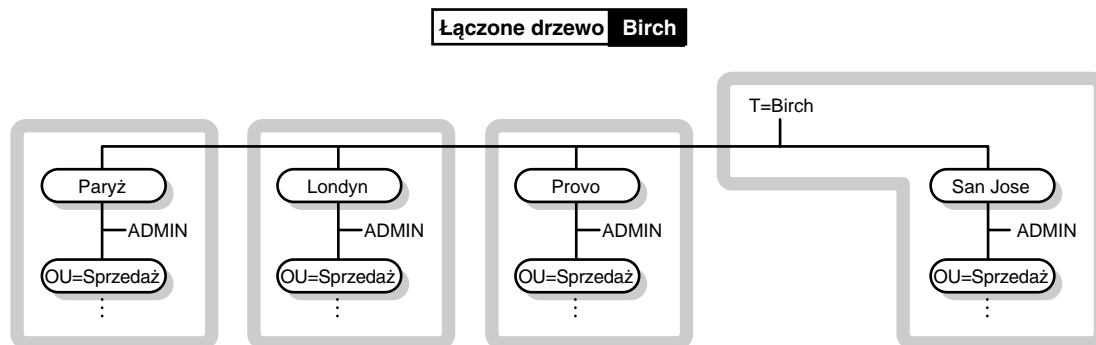 Łączone drzewo Birch
T=Birch
Paryż Londyn Provo San Jose
ADMIN ADMIN ADMIN ADMIN
OU=Sprzedaż OU=Sprzedaż OU=Sprzedaż OU=Sprzedaż